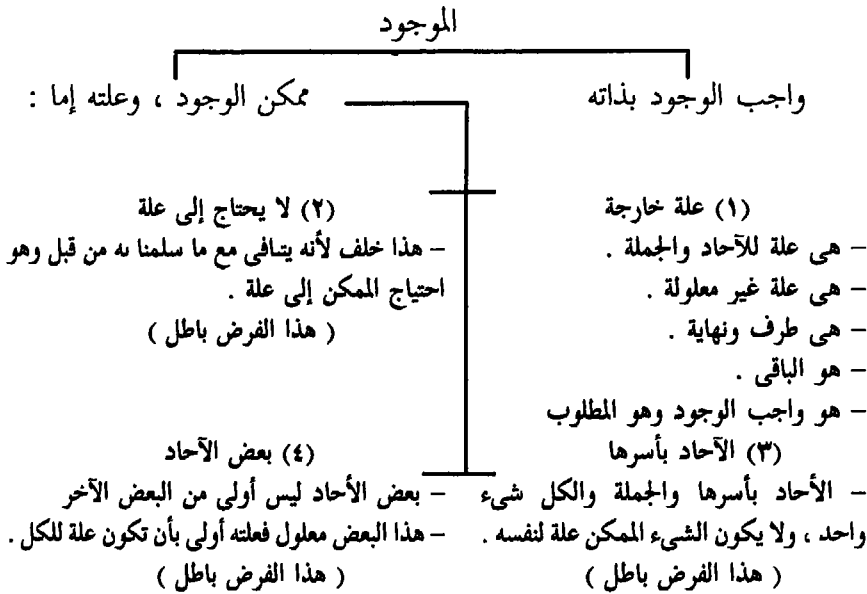 الموجود
واجب الوجود بذاته
ممكن الوجود ، وعلته إما :
(١) علة خارجة
– هى علة للآحاد والجملة .
– هى علة غير معلولة .
– هى طرف ونهاية .
– هو الباقى .
– هو واجب الوجود وهو المطلوب
(٢) لا يحتاج إلى علة
– هذا خلف لأنه يتنافى مع ما سلمنا به من قبل وهو
احتياج الممكن إلى علة .
( هذا الفرض باطل )
(٣) الآحاد بأسرها
– الأحاد بأسرها والجملة والكل شىء
واحد ، ولا يكون الشىء الممكن علة لنفسه .
( هذا الفرض باطل )
(٤) بعض الآحاد
– بعض الأحاد ليس أولى من البعض الآخر
– هذا البعض معلول فعلته أولى بأن تكون علة للكل .
( هذا الفرض باطل )